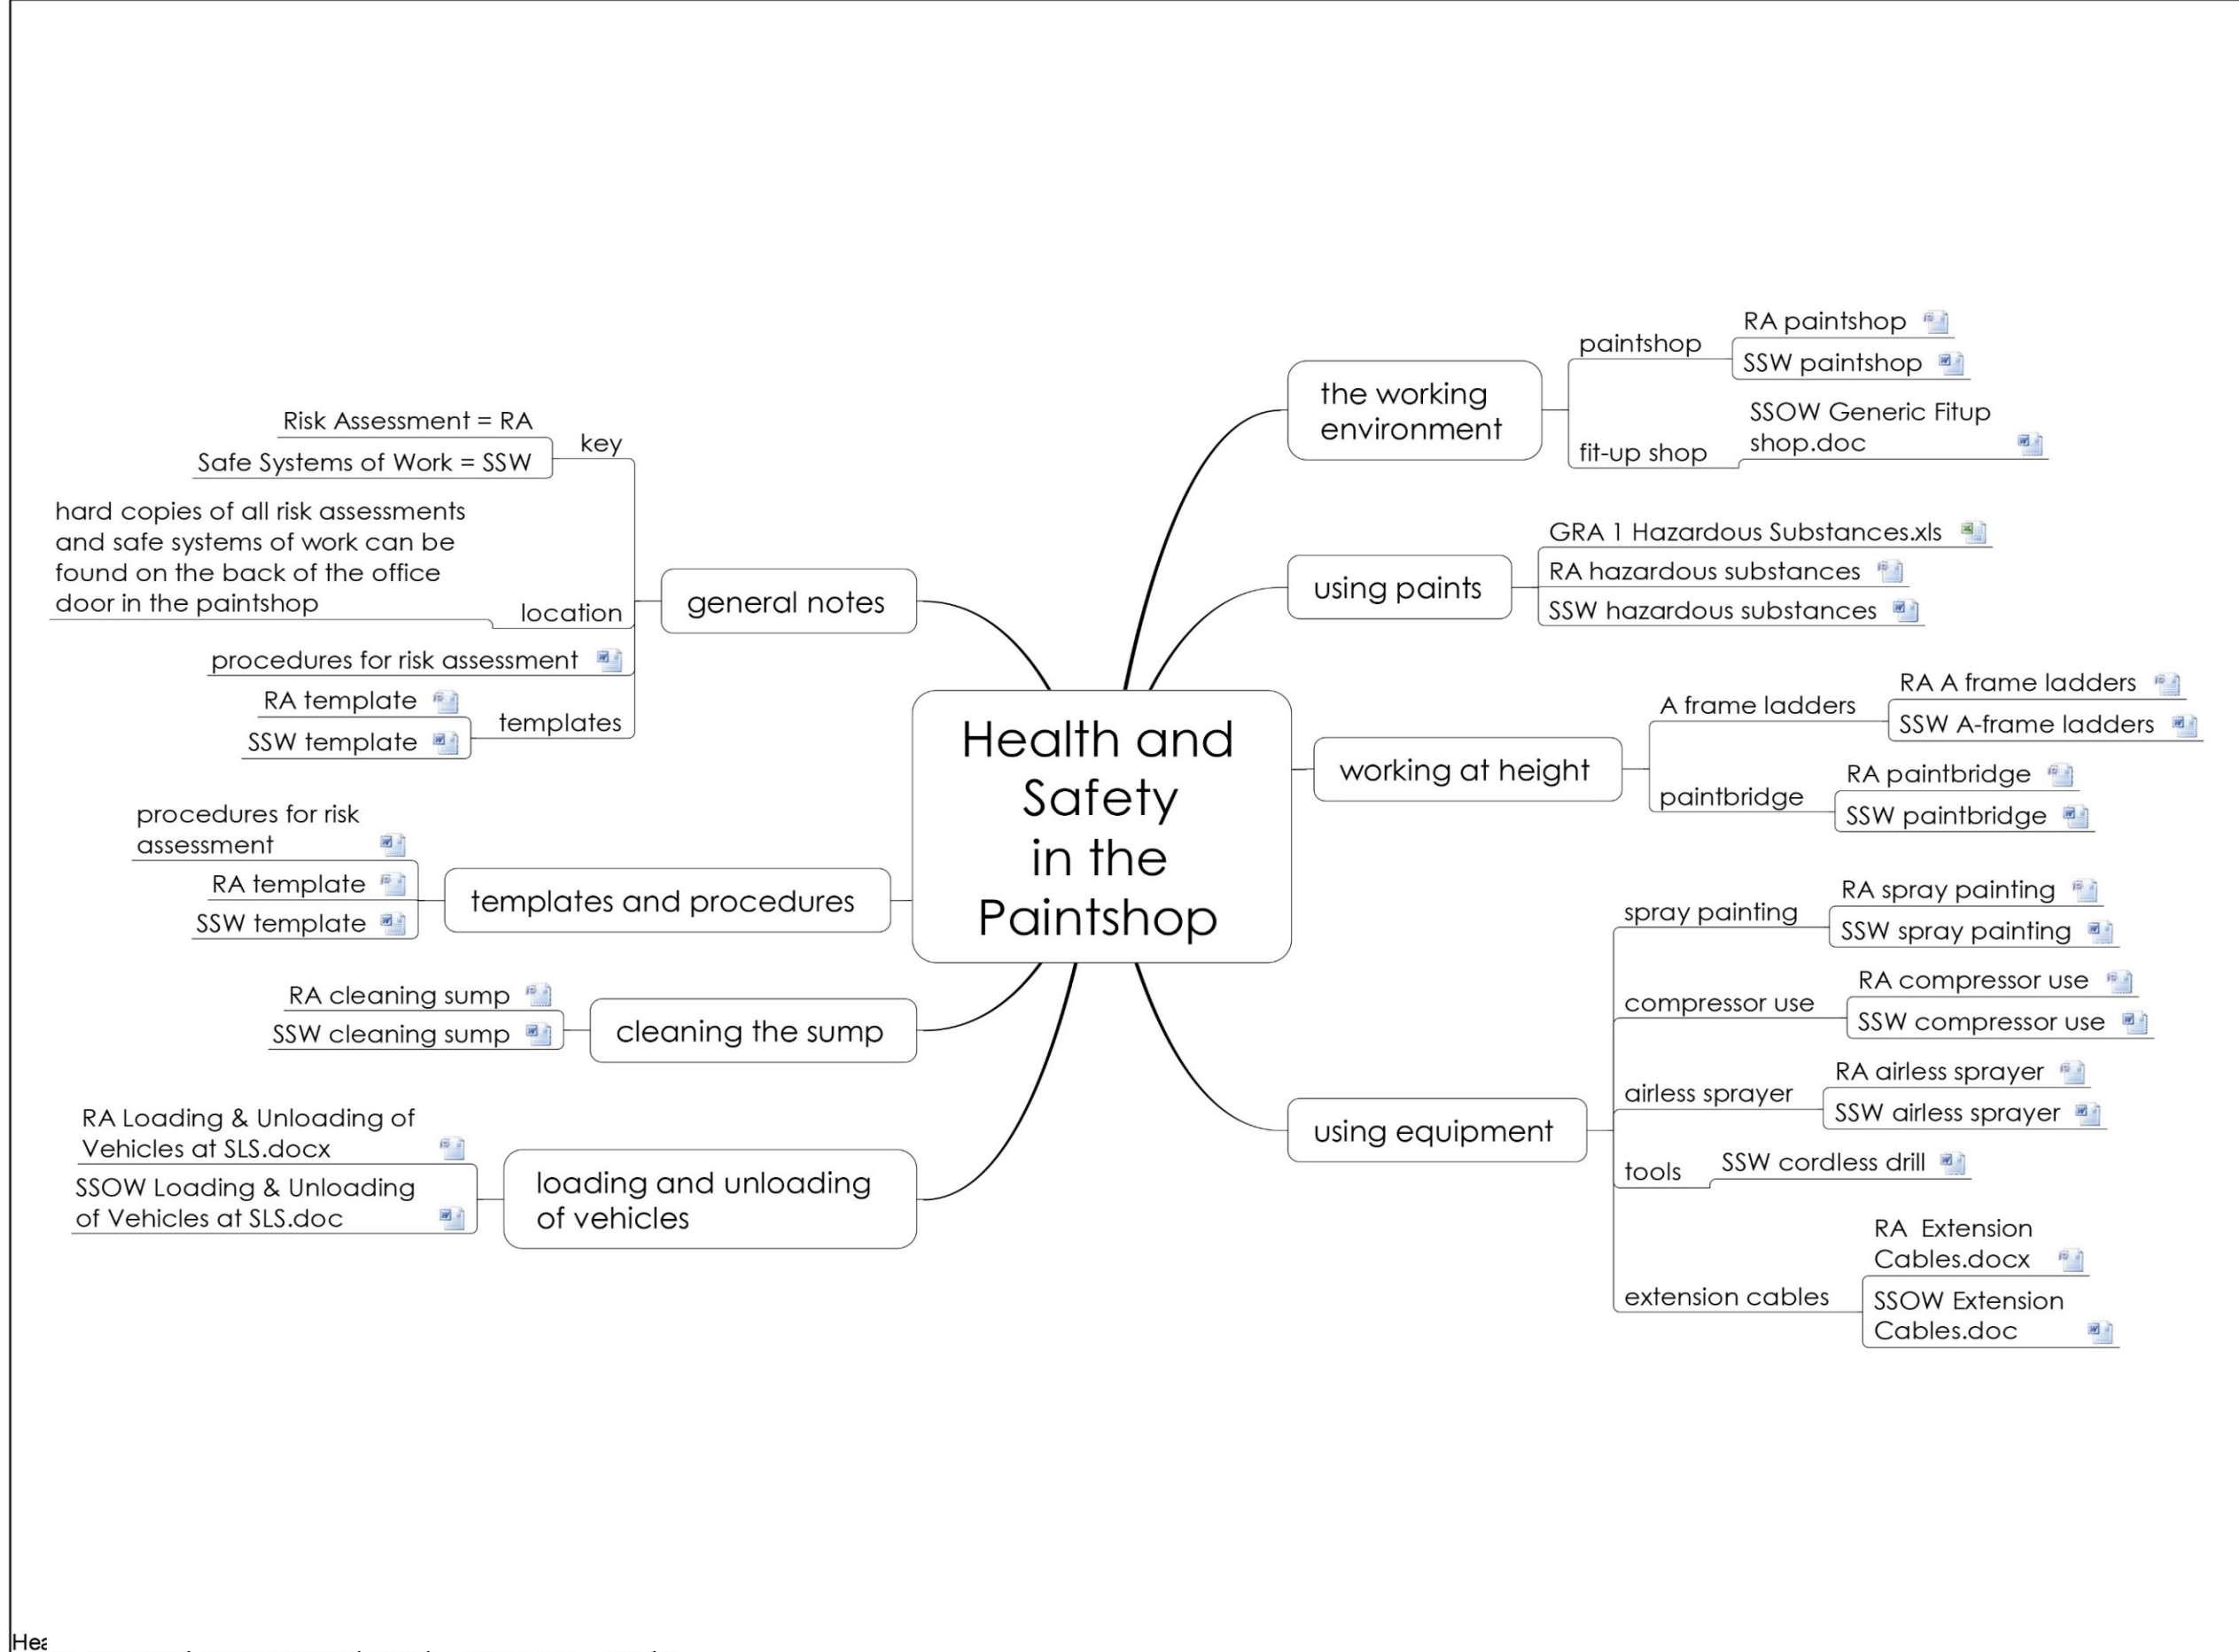 Health and
Safety
in the
Paintshop
the working
environment
paintshop
RA paintshop
SSW paintshop
fit-up shop
SSOW Generic Fitup
shop.doc
using paints
GRA 1 Hazardous Substances.xls
RA hazardous substances
SSW hazardous substances
working at height
A frame ladders
RA A frame ladders
SSW A-frame ladders
paintbridge
RA paintbridge
SSW paintbridge
using equipment
spray painting
RA spray painting
SSW spray painting
compressor use
RA compressor use
SSW compressor use
airless sprayer
RA airless sprayer
SSW airless sprayer
tools
SSW cordless drill
extension cables
RA  Extension
Cables.docx
SSOW Extension
Cables.doc
general notes
key
Risk Assessment = RA
Safe Systems of Work = SSW
location
hard copies of all risk assessments
and safe systems of work can be
found on the back of the office
door in the paintshop
procedures for risk assessment
templates
RA template
SSW template
templates and procedures
procedures for risk
assessment
RA template
SSW template
cleaning the sump
RA cleaning sump
SSW cleaning sump
loading and unloading
of vehicles
RA Loading & Unloading of
Vehicles at SLS.docx
SSOW Loading & Unloading
of Vehicles at SLS.doc